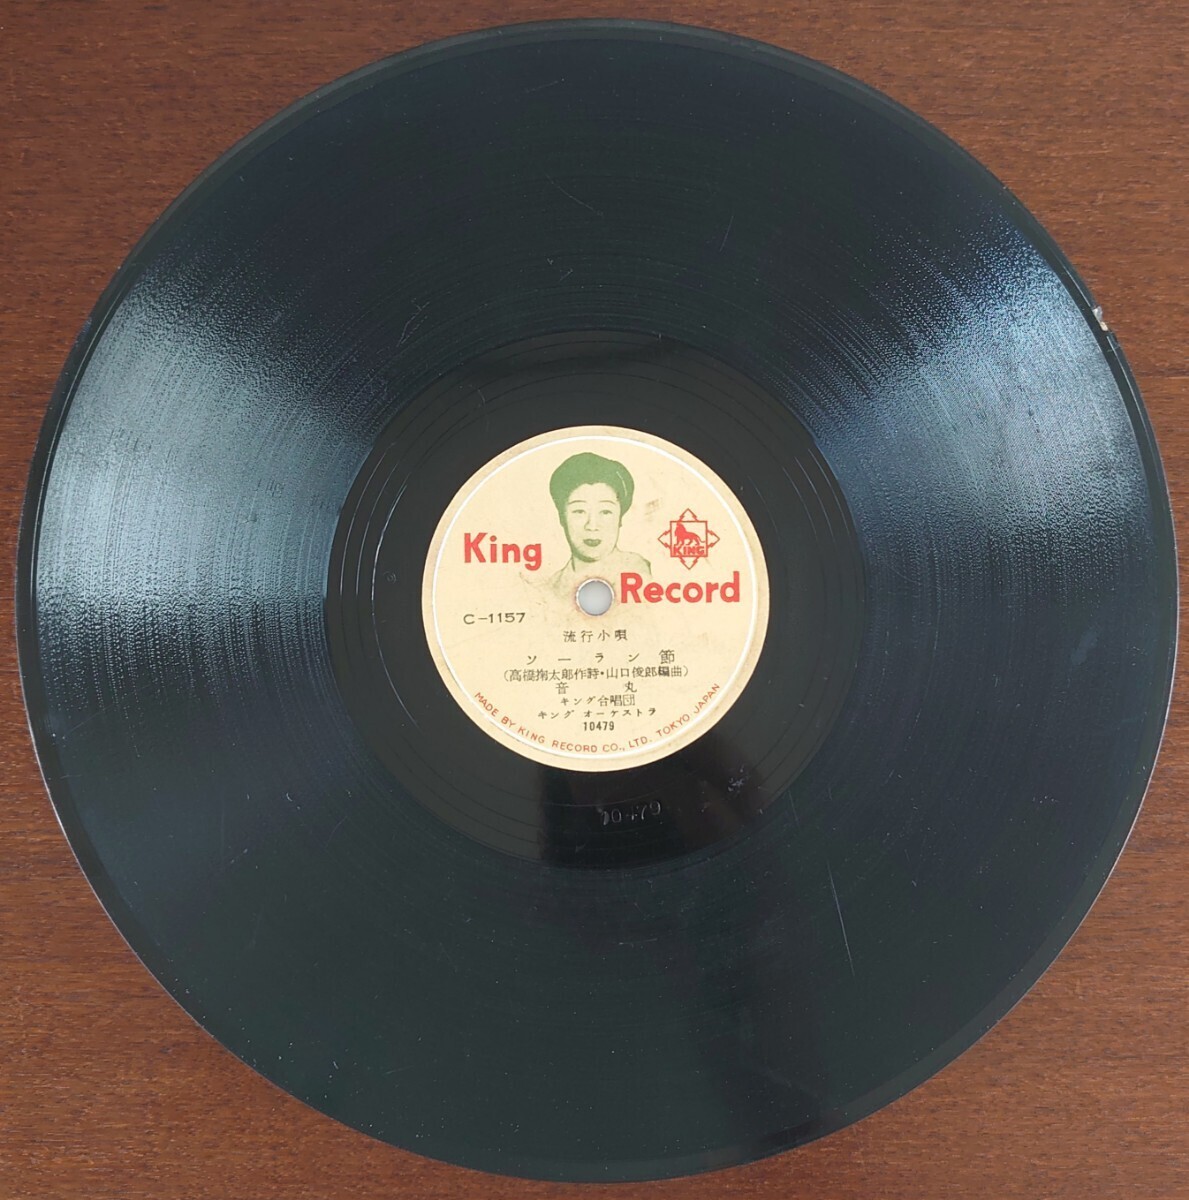 King
KING
Record
C-1157
流行小唄
ソーラン節
(高橋掬太郎作詩・山口俊郎編曲)
音丸
キング合唱団
キングオーケストラ
10479
MADE BY KING RECORD CO., LTD. TOKYO JAPAN